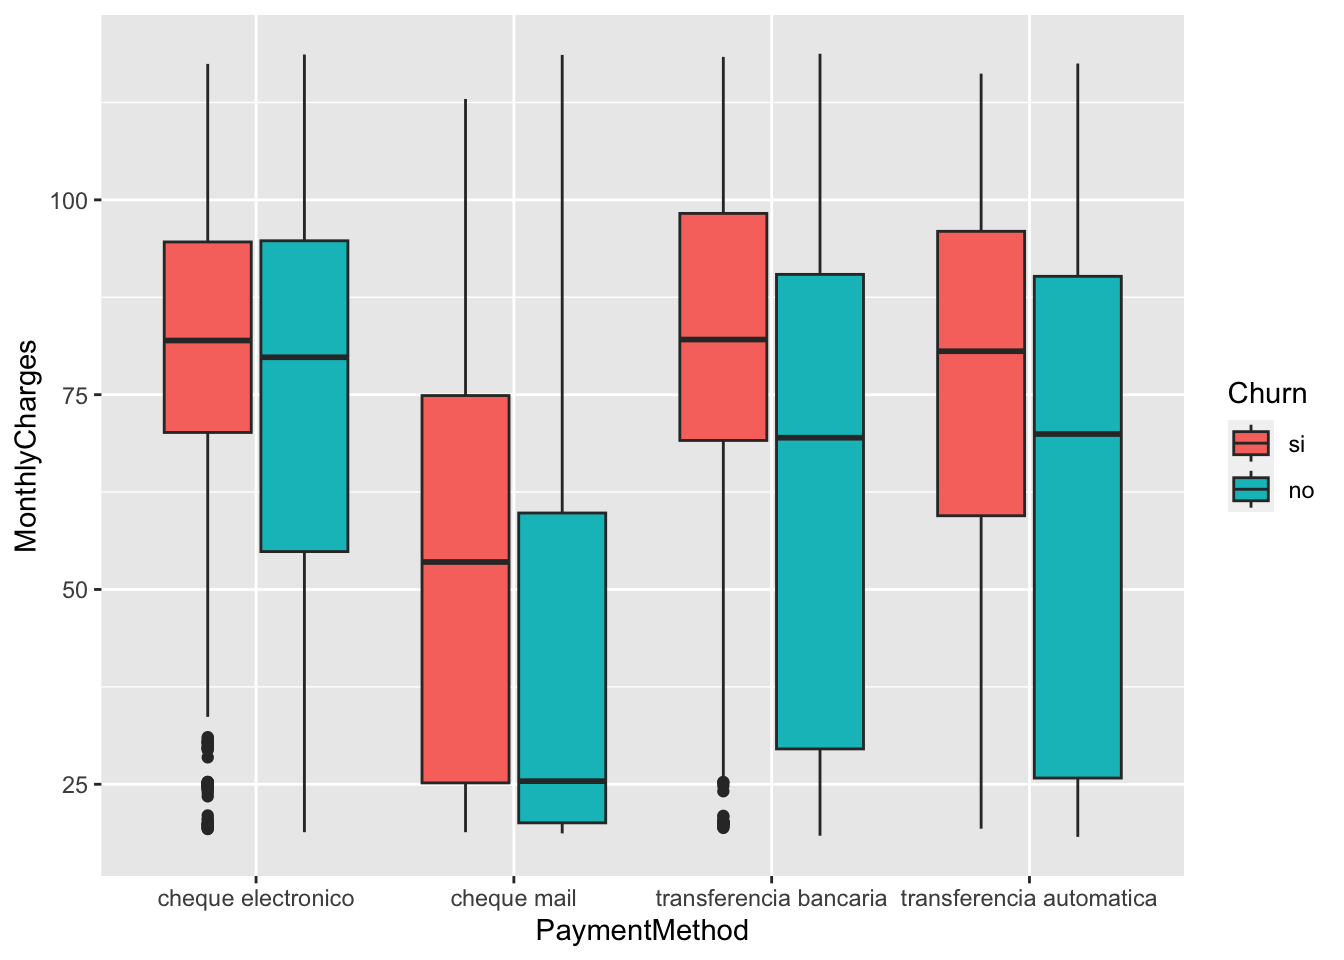 MonthlyCharges
100
75
50
25
cheque electronico
cheque mail
transferencia bancaria
transferencia automatica
PaymentMethod
Churn
si
no